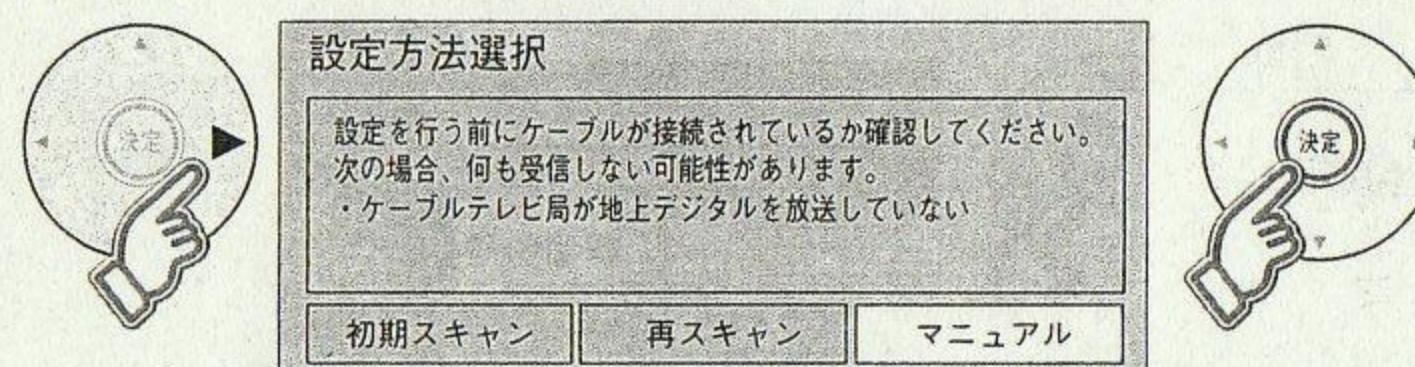 決定
設定方法選択
設定を行う前にケーブルが接続されているか確認してください。
次の場合、何も受信しない可能性があります。
・ケーブルテレビ局が地上デジタルを放送していない
初期スキャン 再スキャン マニュアル
決定